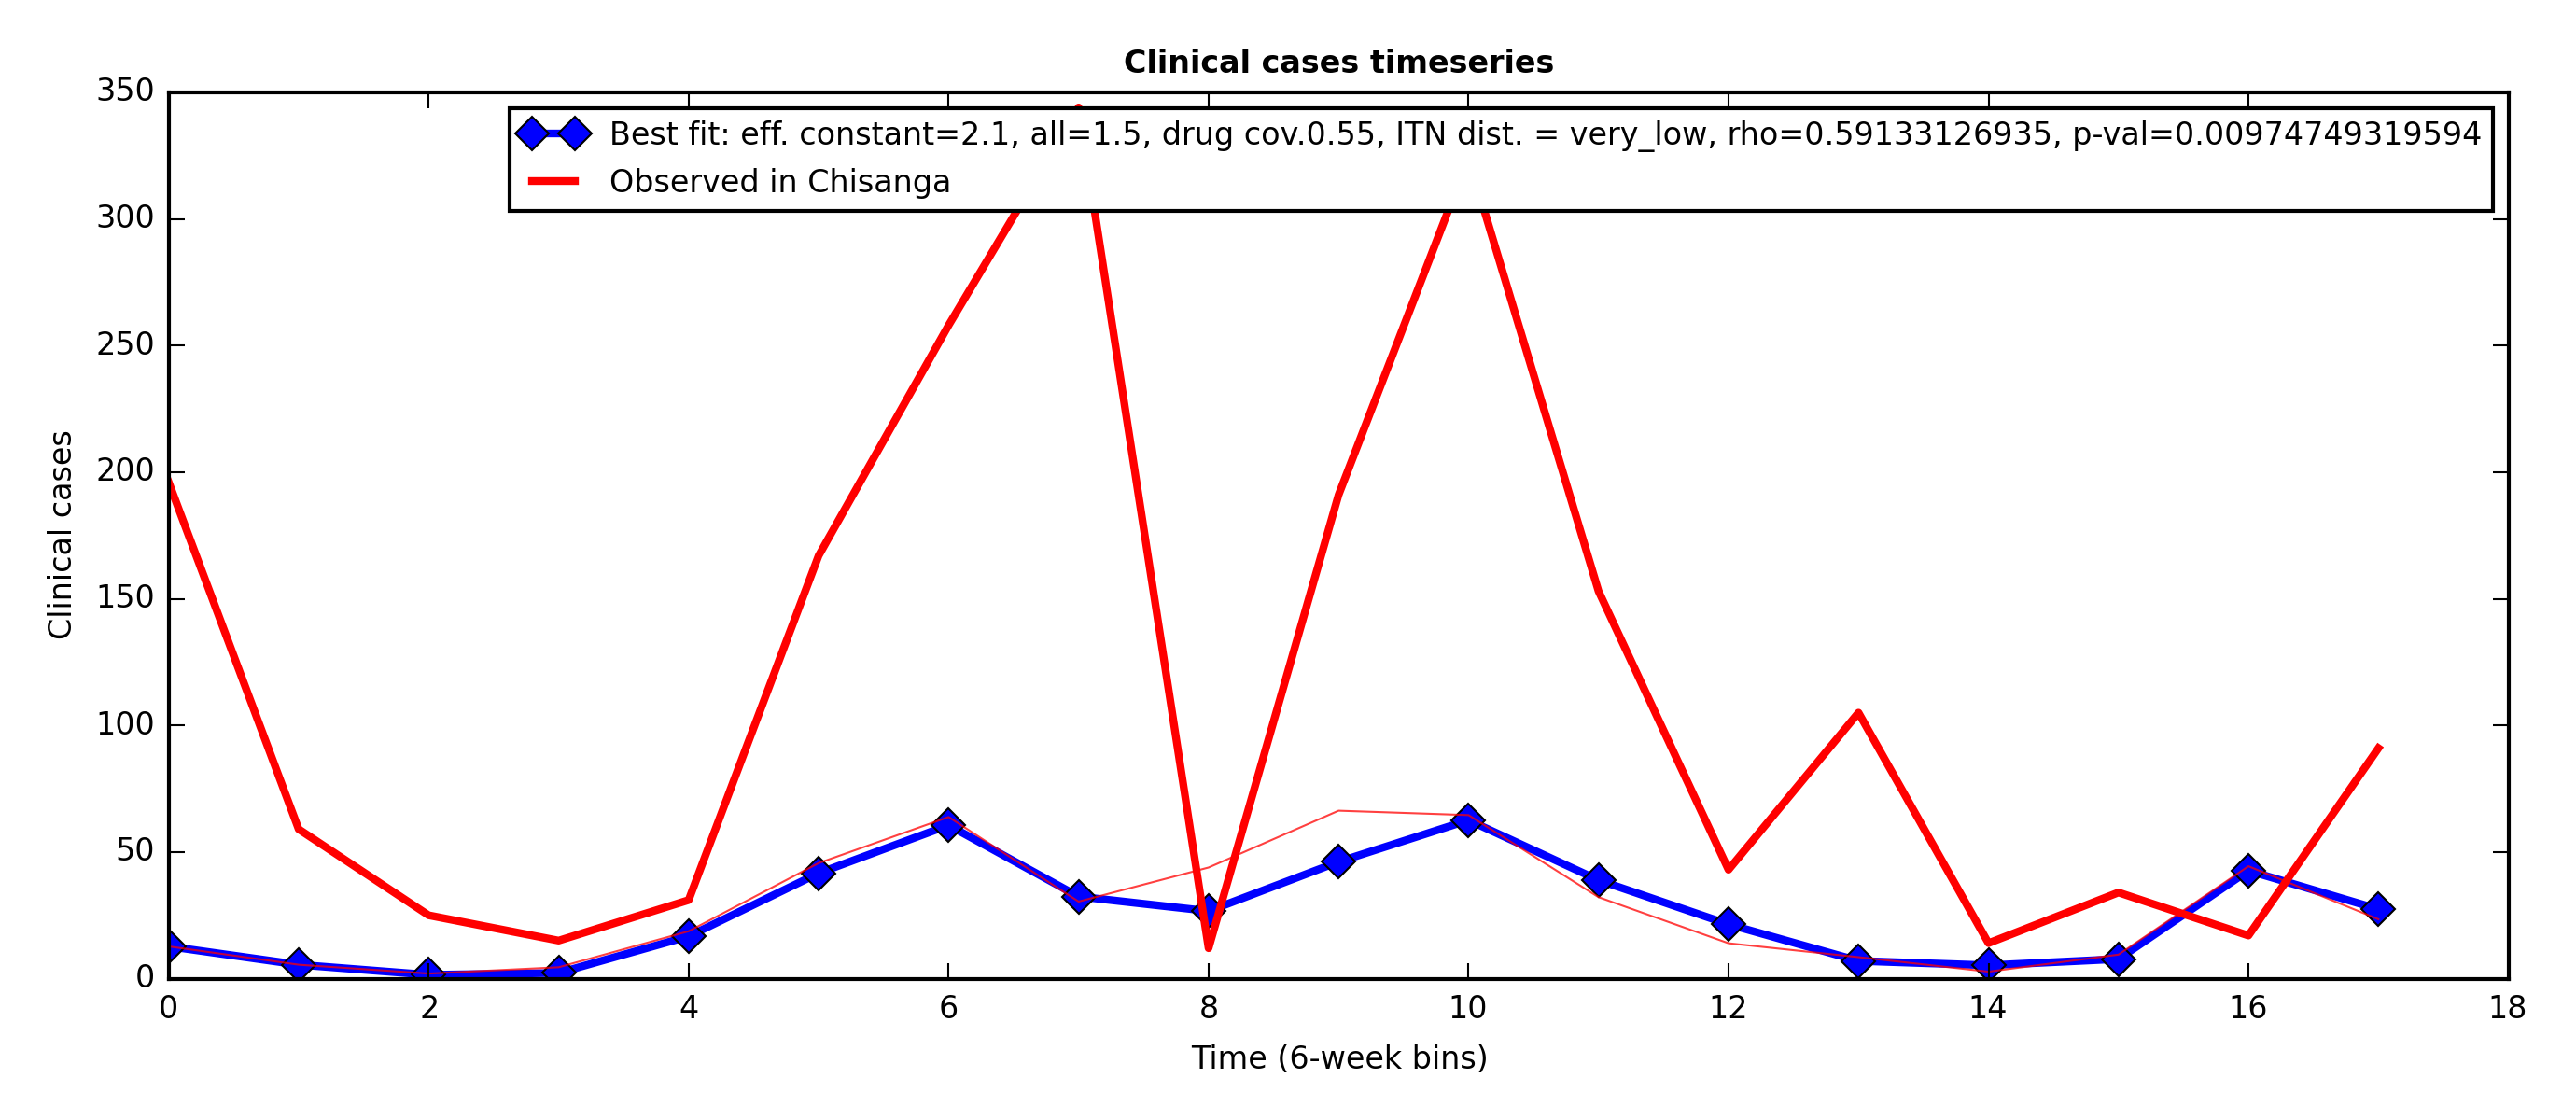 Clinical cases timeseries
Best fit: eff. constant=2.1, all=1.5, drug cov.0.55, ITN dist. = very_low, rho=0.59133126935, p-val=0.00974749319594
Observed in Chisanga
350
300
250
200
150
100
50
0
Clinical cases
0 2 4 6 8 10 12 14 16 18
Time (6-week bins)